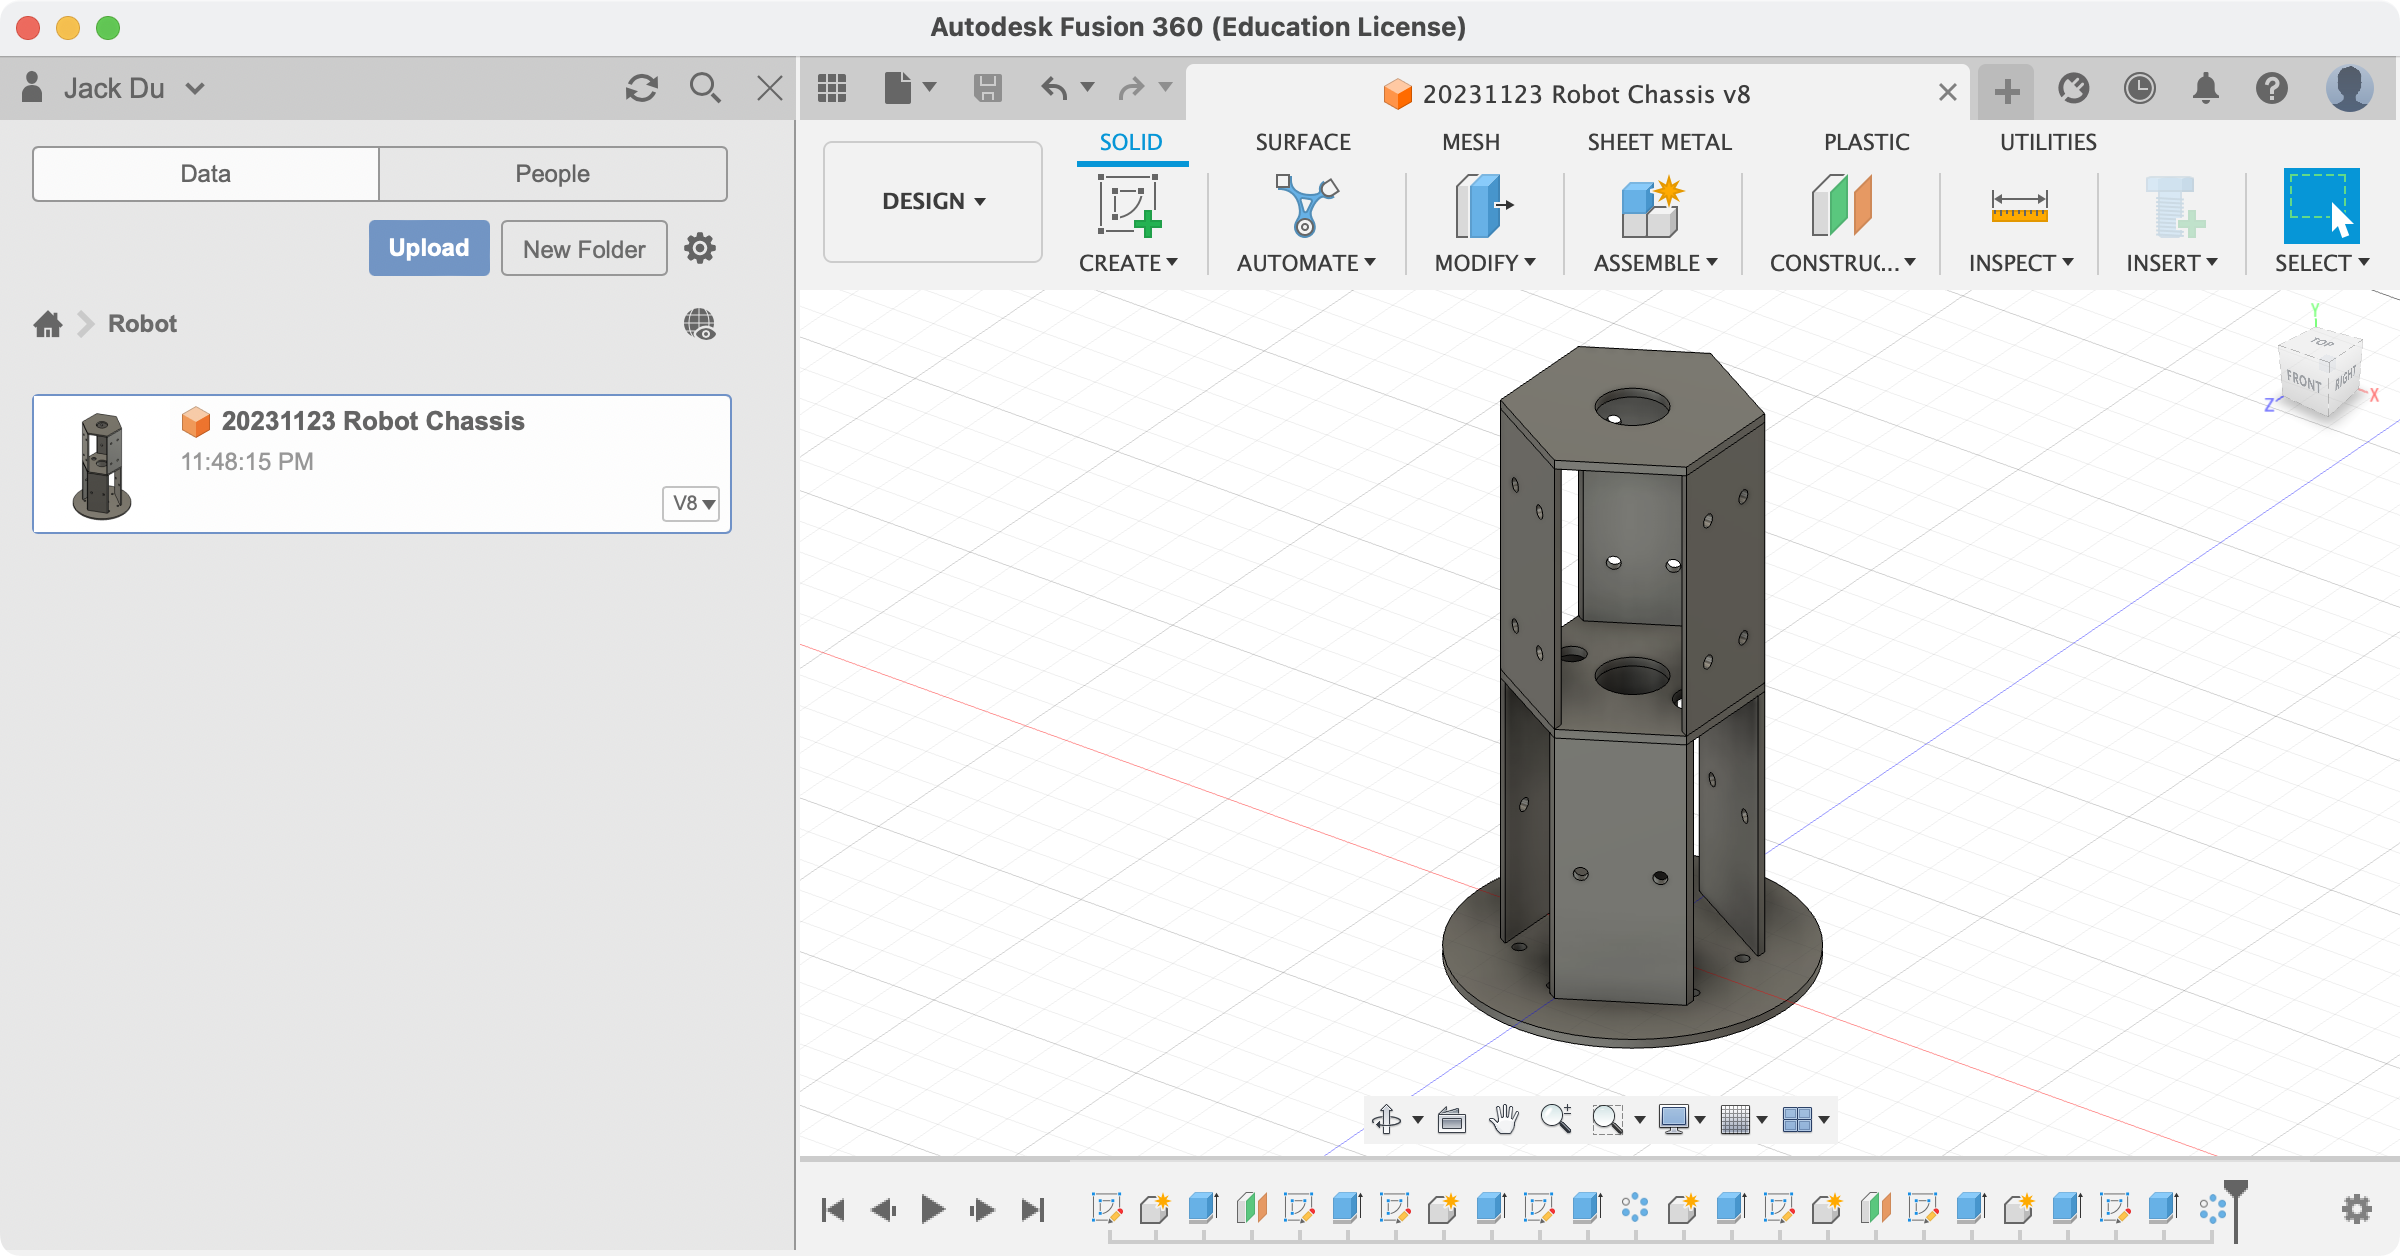 Autodesk Fusion 360 (Education License)
Jack Du
20231123 Robot Chassis v8
Data
People
Upload
New Folder
Robot
20231123 Robot Chassis
11:48:15 PM
V8
DESIGN
SOLID
SURFACE
MESH
SHEET METAL
PLASTIC
UTILITIES
CREATE
AUTOMATE
MODIFY
ASSEMBLE
CONSTRUC...
INSPECT
INSERT
SELECT
Y
TOP
FRONT
RIGHT
X
Z